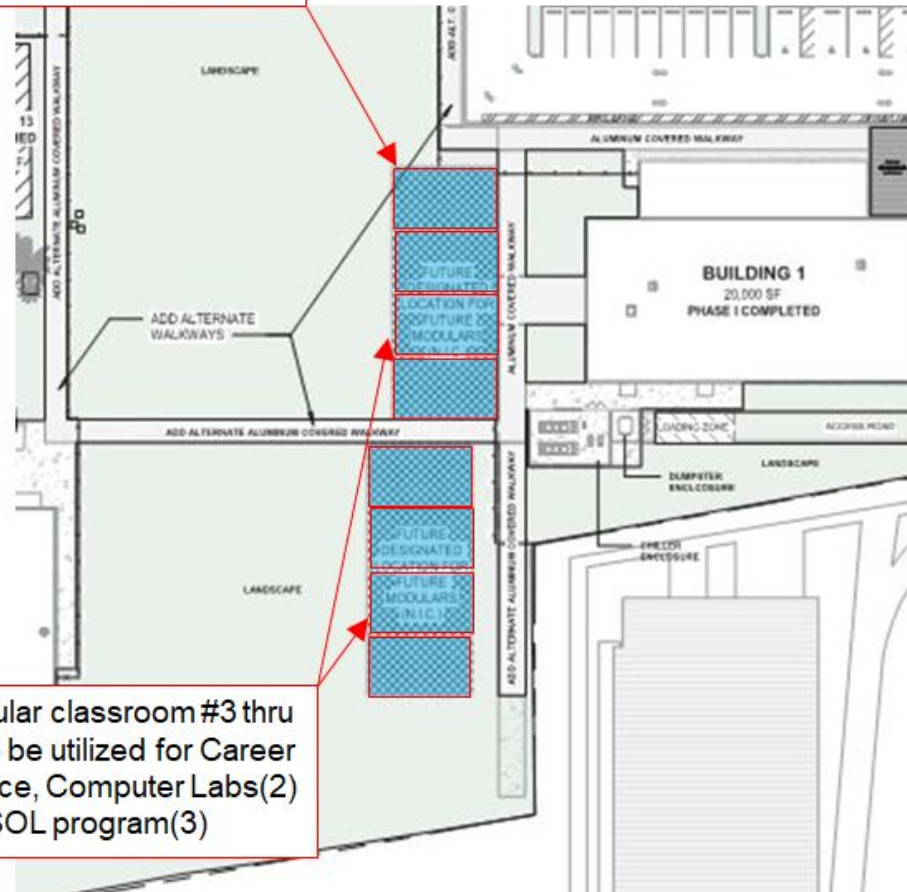 LANDSCAPE
ADD ALTERNATE ALUMINUM COVERED WALKWAY
13
ADD ALT.
ALUMINUM COVERED WALKWAY
ALUMINUM COVERED WALKWAY
FUTURE
DESIGNATED
LOCATION FOR
FUTURE
MODULARS
(N.I.C.)
BUILDING 1
20,000 SF
PHASE I COMPLETED
ADD ALTERNATE
WALKWAYS
ADD ALTERNATE ALUMINUM COVERED WALKWAY
LOADING ZONE
ACCESS ROAD
LANDSCAPE
DUMPSTER
ENCLOSURE
CHILLER
ENCLOSURE
ADD ALTERNATE ALUMINUM COVERED WALKWAY
FUTURE
DESIGNATED
LOCATION FOR
FUTURE
MODULARS
(N.I.C.)
LANDSCAPE
ular classroom #3 thru
be utilized for Career
ce, Computer Labs(2)
SOL program(3)